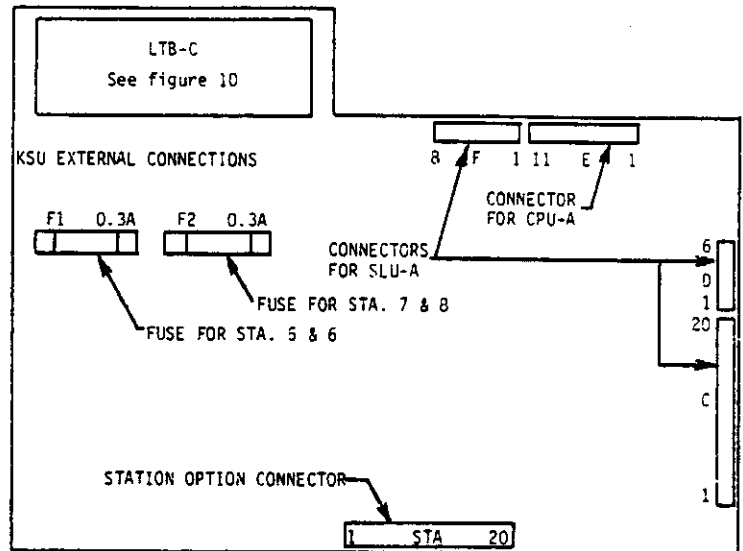 LTB-C
See figure 10
KSU EXTERNAL CONNECTIONS
8 F 1 11 E 1
CONNECTOR
FOR CPU-A
F1 0.3A F2 0.3A
CONNECTORS
FOR SLU-A
6
D
1
20
C
1
FUSE FOR STA. 7 & 8
FUSE FOR STA. 5 & 6
STATION OPTION CONNECTOR
1 STA 20